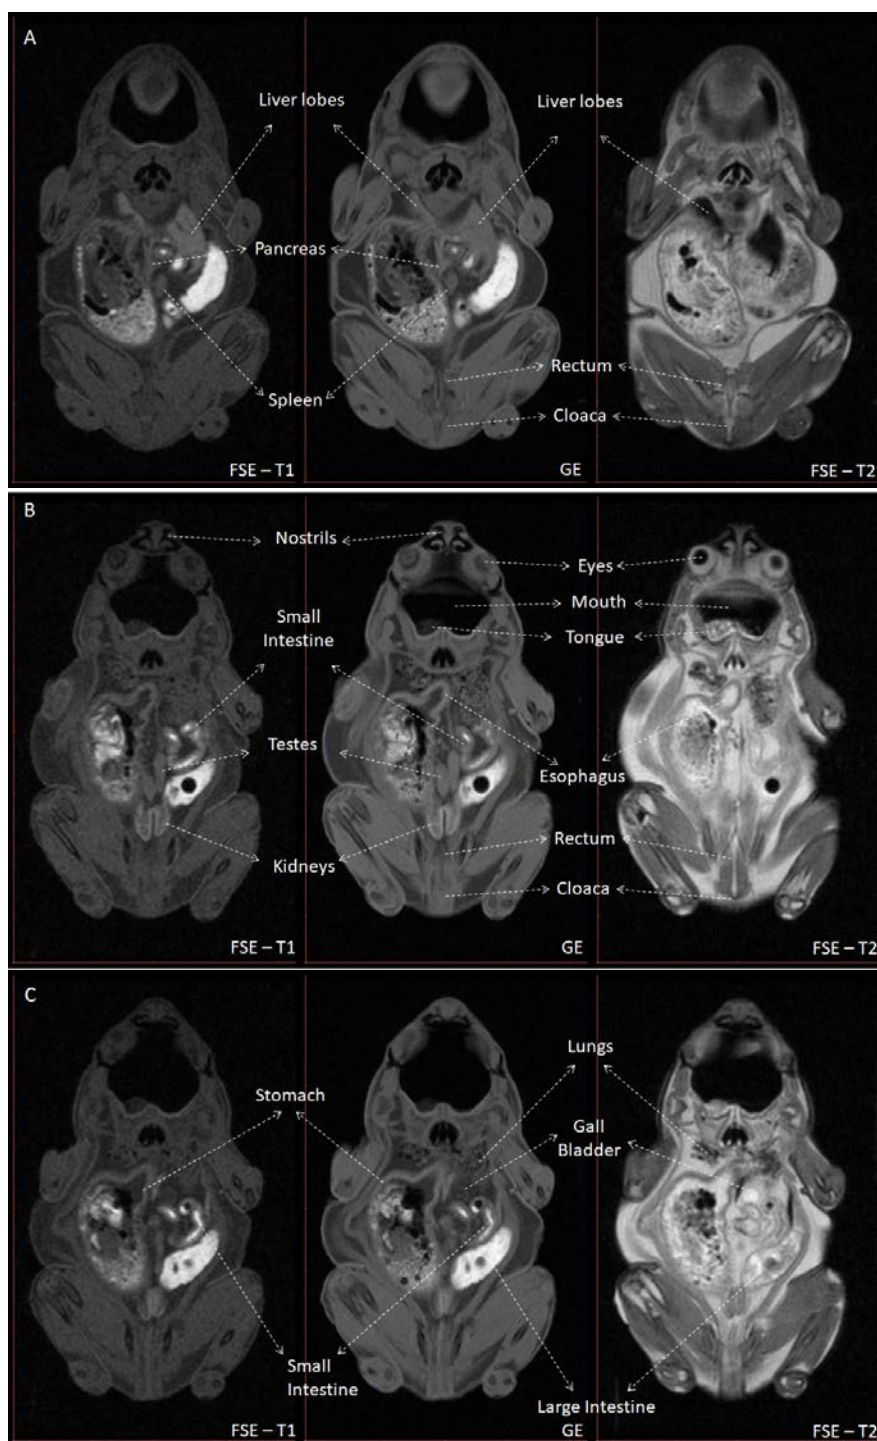 A
Liver lobes
Liver lobes
Pancreas
Rectum
Spleen
Cloaca
FSE – T1
GE
FSE – T2
B
Nostrils
Eyes
Mouth
Small
Intestine
Tongue
Testes
Esophagus
Rectum
Kidneys
Cloaca
FSE – T1
GE
FSE – T2
C
Lungs
Stomach
Gall
Bladder
Small
Intestine
Large Intestine
FSE – T1
GE
FSE – T2